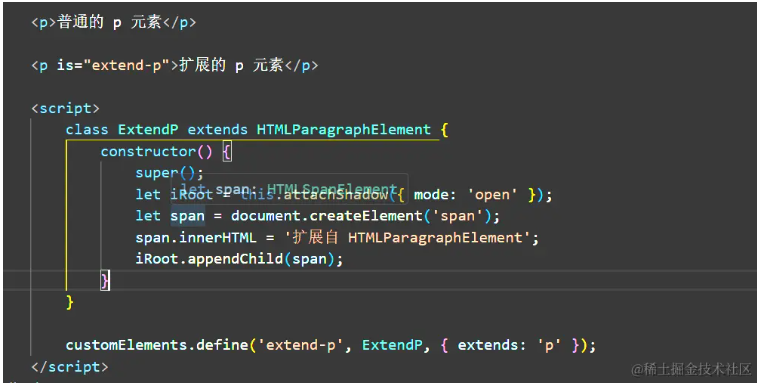 <p>普通的 p 元素</p>
<p is="extend-p">扩展的 p 元素</p>
<script>
class ExtendP extends HTMLParagraphElement {
constructor() {
super();
let span: HTMLSpanElement
let iRoot = this.attachShadow({ mode: 'open' });
let span = document.createElement('span');
span.innerHTML = '扩展自 HTMLParagraphElement';
iRoot.appendChild(span);
}
}
customElements.define('extend-p', ExtendP, { extends: 'p' });
</script>
@稀土掘金技术社区